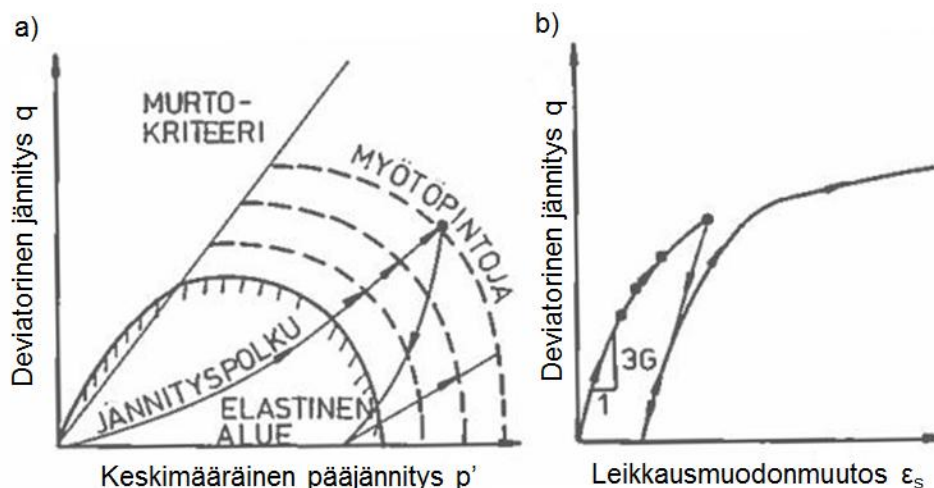 a)
Deviatorinen jännitys q
MURTO-
KRITEERI
MYÖTÖPINTOJA
JÄNNITYSPOLKU
ELASTINEN
ALUE
Keskimääräinen pääjännitys p’
b)
Deviatorinen jännitys q
3G
1
Leikkausmuodonmuutos εs